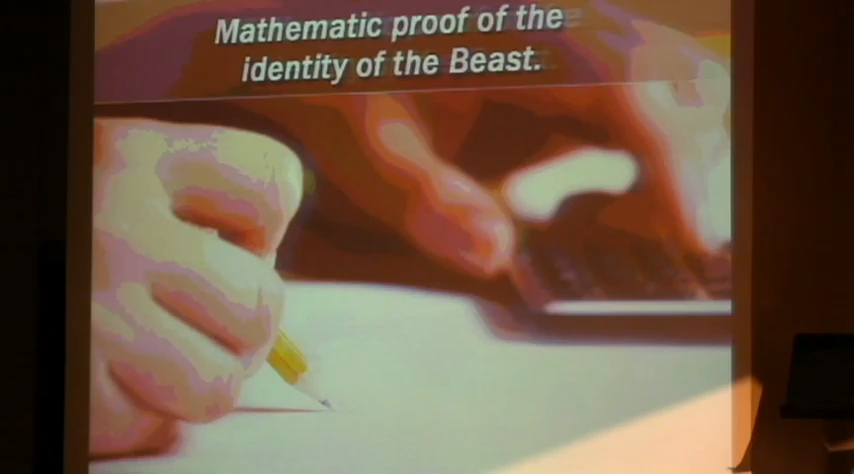 Mathematic proof of the
identity of the Beast.